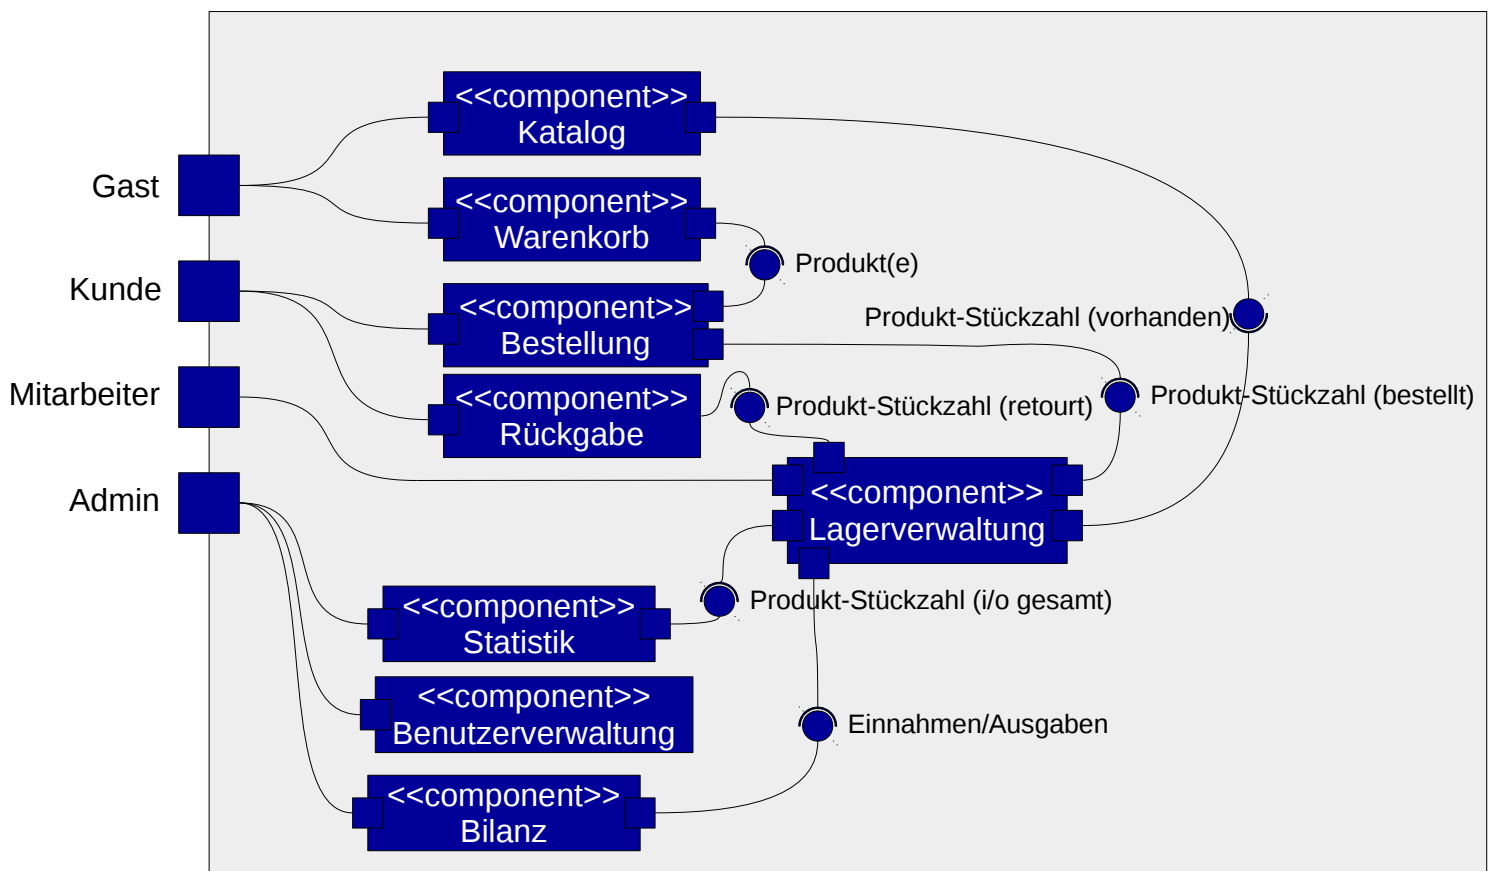 <<component>>
Katalog
Gast
<<component>>
Warenkorb
Produkt(e)
Kunde
<<component>>
Bestellung
Produkt-Stückzahl (vorhanden)
Mitarbeiter
<<component>>
Rückgabe
Produkt-Stückzahl (retourt)
Produkt-Stückzahl (bestellt)
Admin
<<component>>
Lagerverwaltung
<<component>>
Statistik
Produkt-Stückzahl (i/o gesamt)
<<component>>
Benutzerverwaltung
Einnahmen/Ausgaben
<<component>>
Bilanz